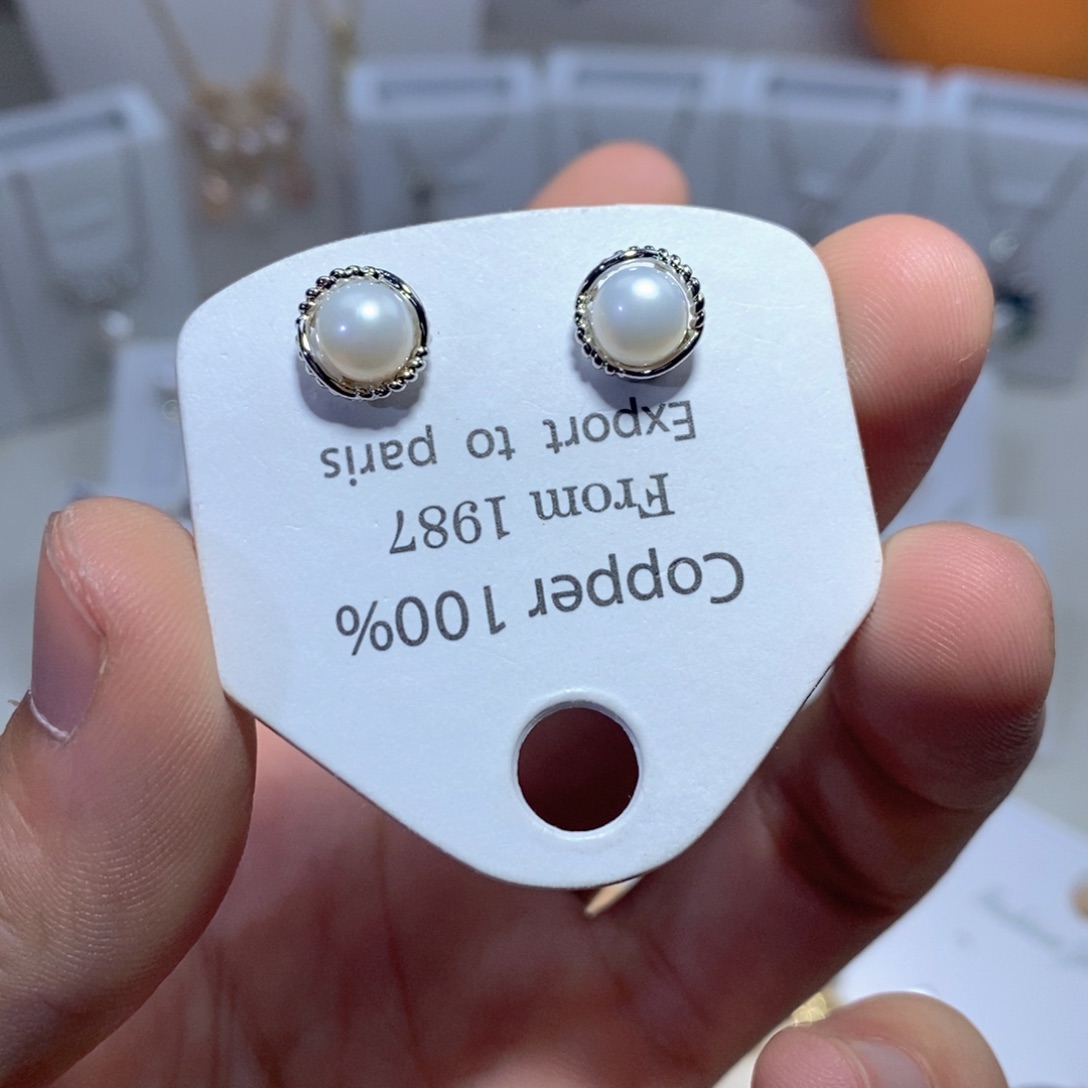 Copper 100%
From 1987
Export to paris